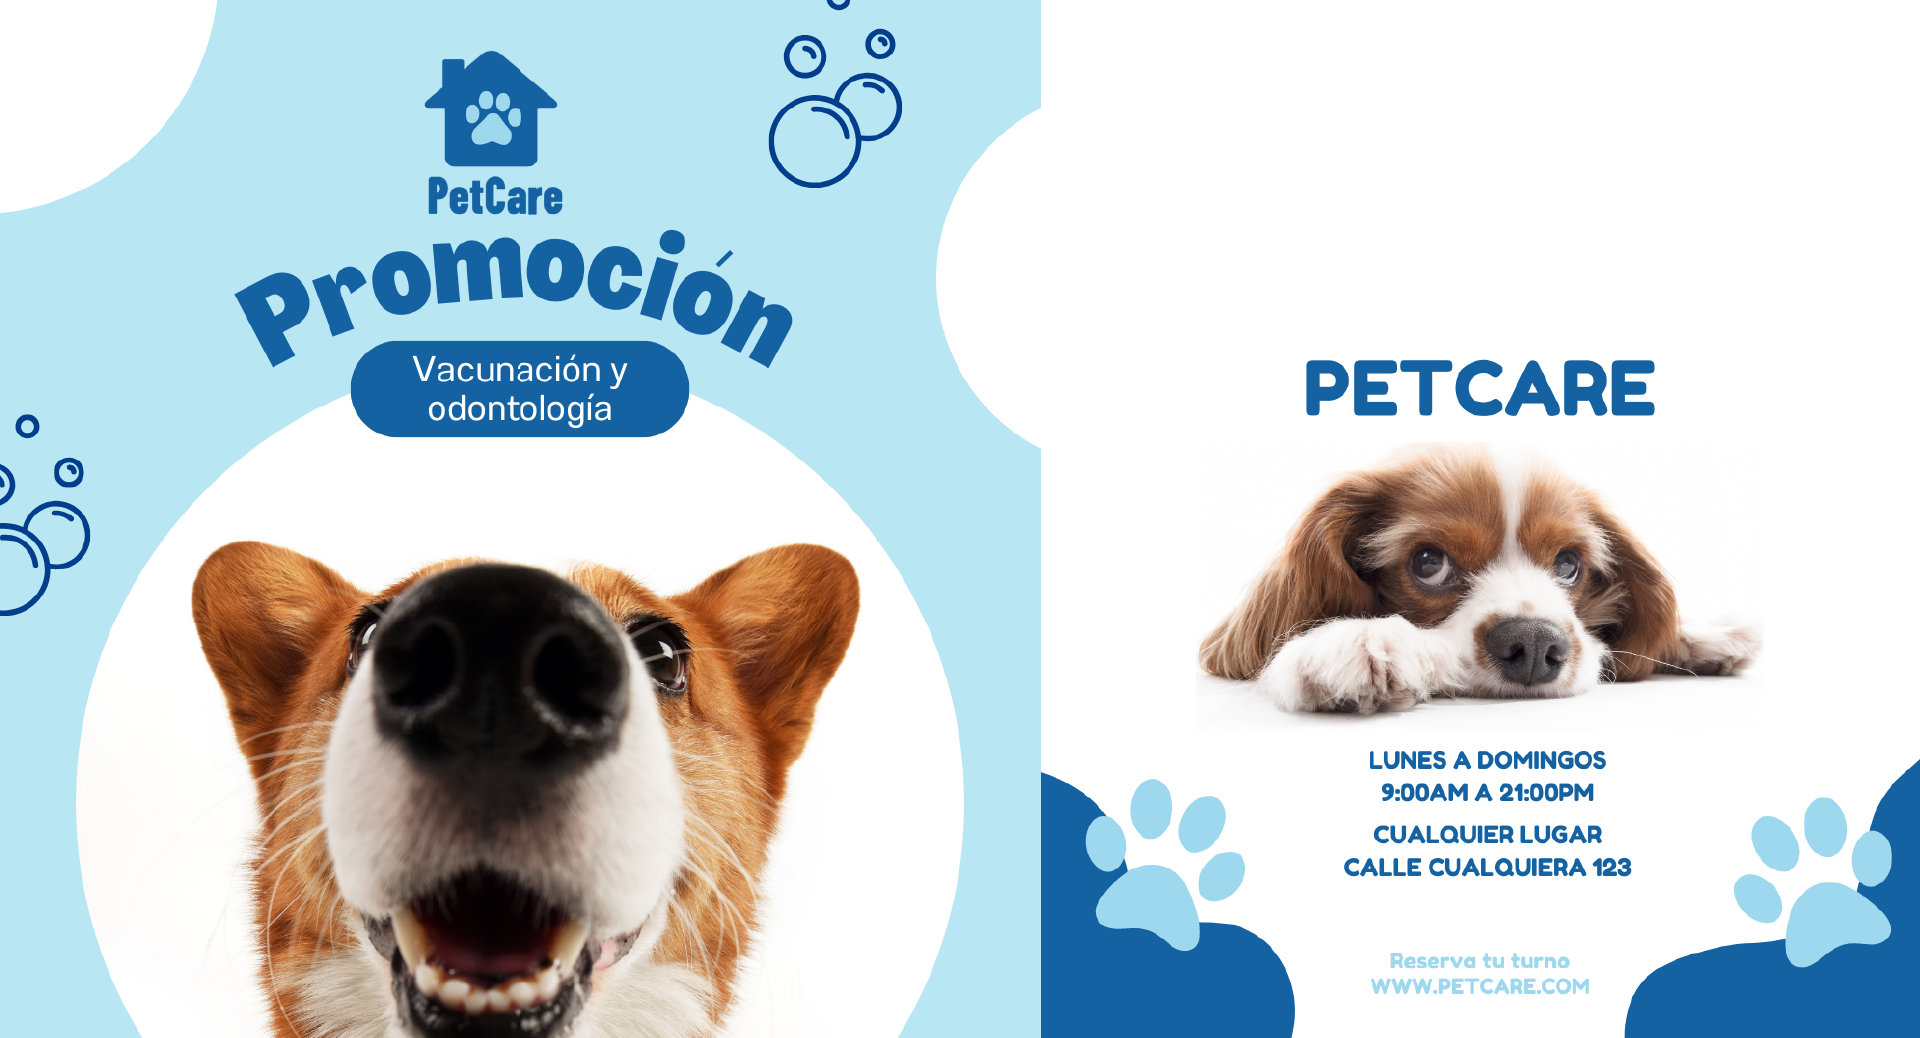 PetCare
Promoción
Vacunación y
odontología
PETCARE
LUNES A DOMINGOS
9:00AM A 21:00PM
CUALQUIER LUGAR
CALLE CUALQUIERA 123
Reserva tu turno
WWW.PETCARE.COM